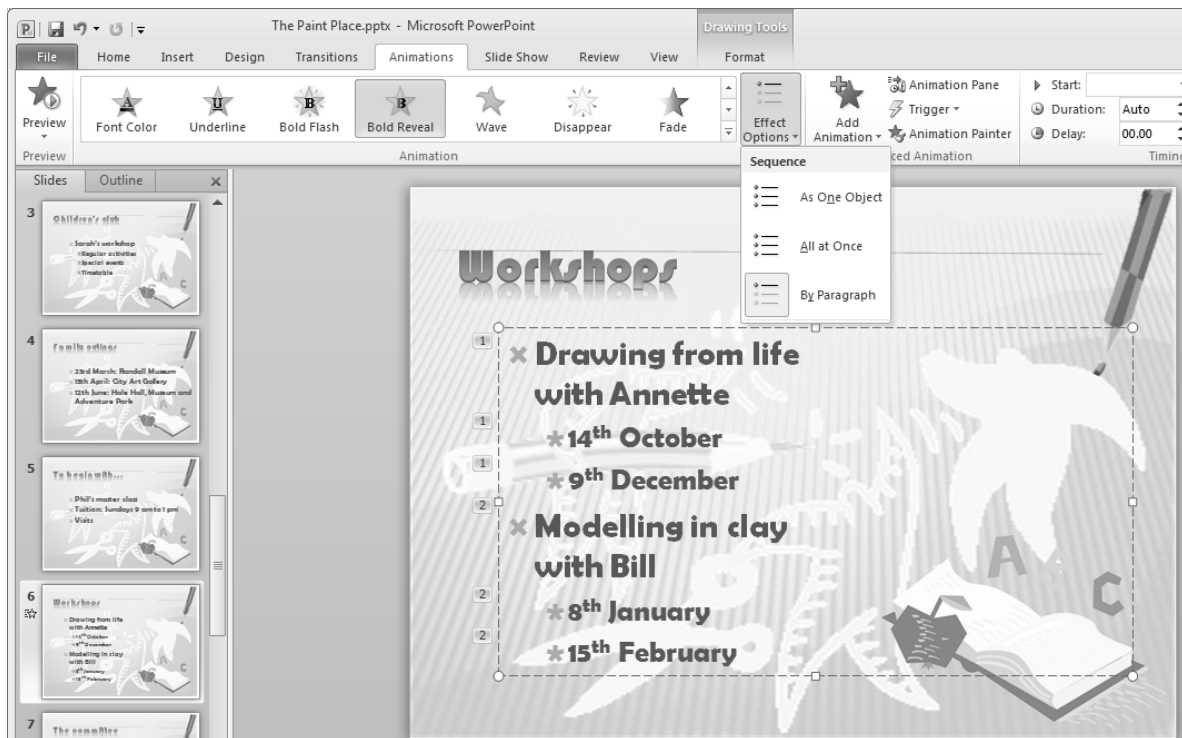 The Paint Place.pptx - Microsoft PowerPoint
Drawing Tools
File Home Insert Design Transitions Animations Slide Show Review View Format
Preview
Font Color
Underline
Bold Flash
Bold Reveal
Wave
Disappear
Fade
Effect Options
Add Animation
Animation Pane
Trigger
Animation Painter
Start:
Duration: Auto
Delay: 00.00
Preview
Animation
ced Animation
Timing
Sequence
As One Object
All at Once
By Paragraph
Slides Outline
3
Children's club
Sarah's workshop
Regular activities
Special events
Timetable
4
Family outings
23rd March: Randall Museum
15th April: City Art Gallery
12th June: Hole Hall, Museum and
Adventure Park
5
To begin with...
Phil's master class
Tuition: Sundays 9 am to 1 pm
Visits
6
Workshops
Drawing from life
with Annette
14th October
9th December
Modelling in clay
with Bill
8th January
15th February
7
The committee
Workshops
1
Drawing from life
with Annette
1
14th October
1
9th December
2
Modelling in clay
with Bill
2
8th January
2
15th February
A C